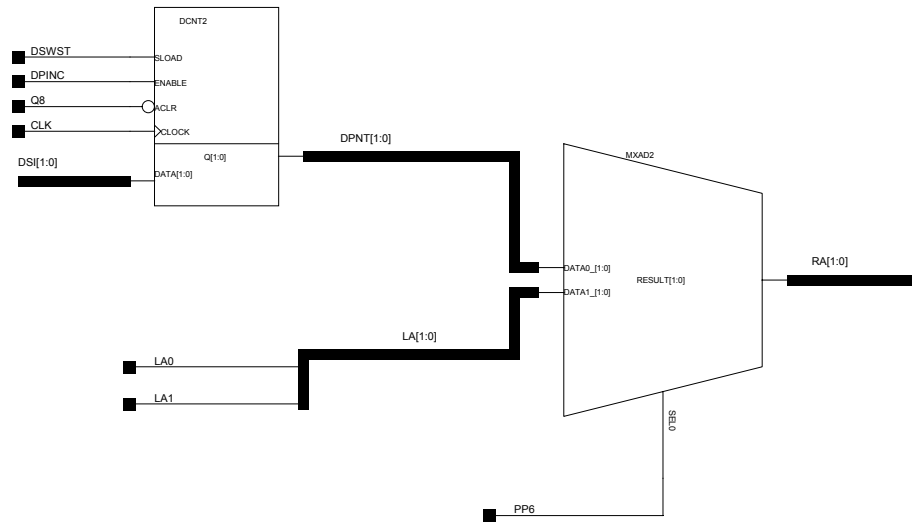 DCNT2
DSWST
SLOAD
DPINC
ENABLE
Q8
ACLR
CLK
CLOCK
DSI[1:0]
DATA[1:0]
Q[1:0]
DPNT[1:0]
MXAD2
DATA0_[1:0]
DATA1_[1:0]
RESULT[1:0]
RA[1:0]
LA[1:0]
LA0
LA1
SEL0
PP6